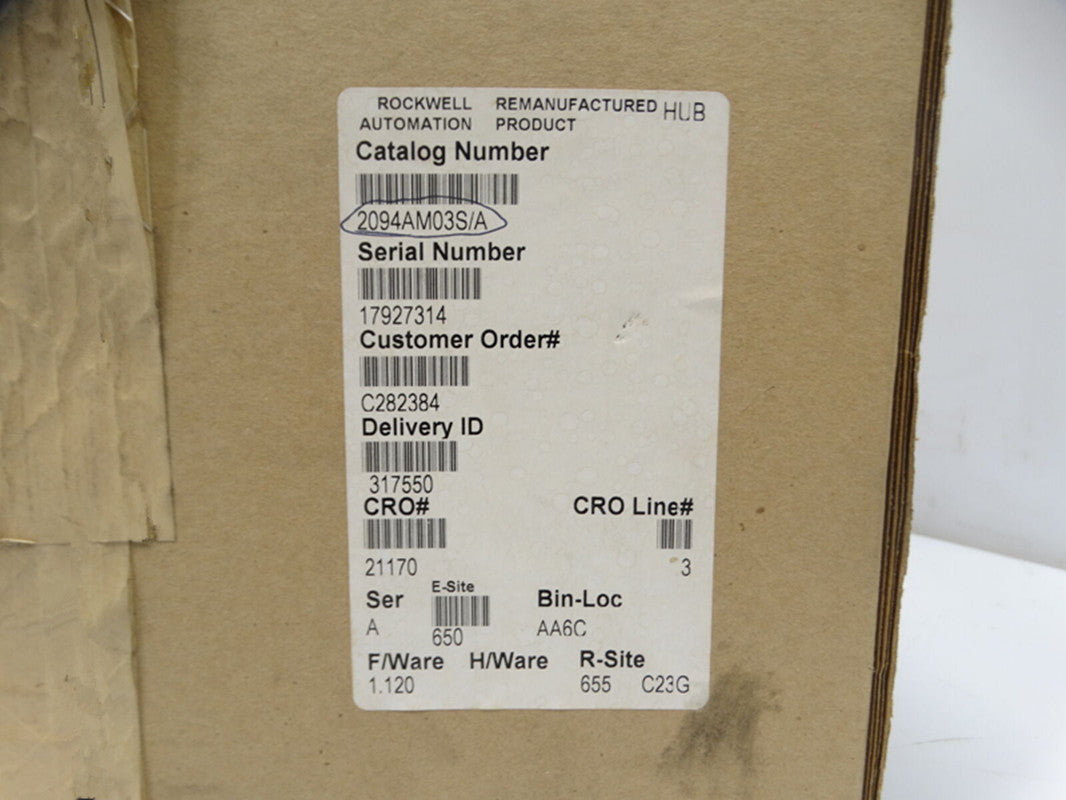 ROCKWELL REMANUFACTURED HUB
AUTOMATION PRODUCT
Catalog Number
2094AM03S/A
Serial Number
17927314
Customer Order#
C282384
Delivery ID
317550
CRO# CRO Line#
21170 3
Ser E-Site Bin-Loc
A 650 AA6C
F/Ware H/Ware R-Site
1.120 655 C23G